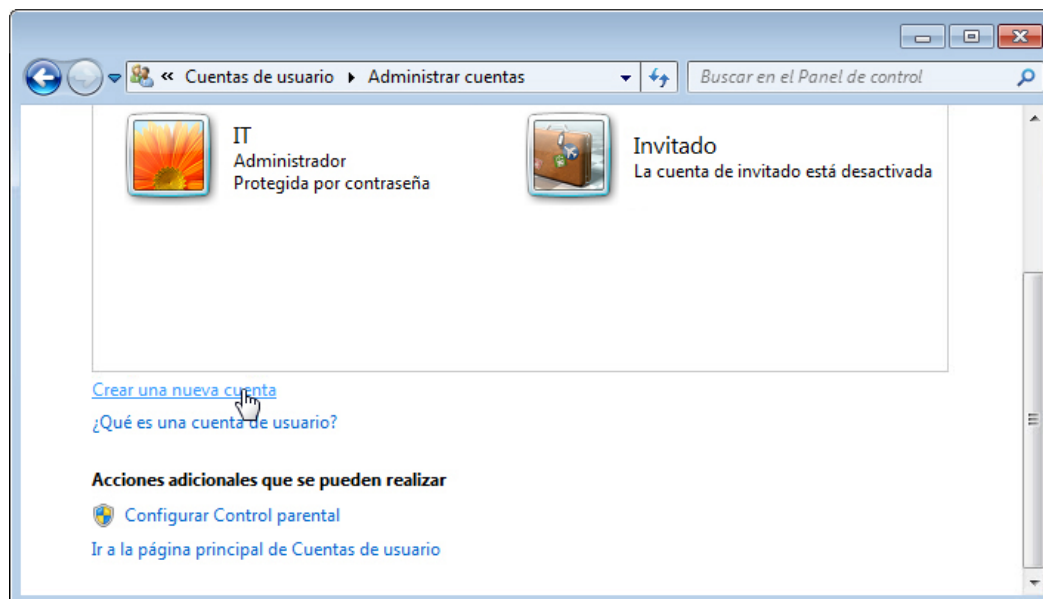 « Cuentas de usuario ▸ Administrar cuentas
Buscar en el Panel de control
IT
Administrador
Protegida por contraseña
Invitado
La cuenta de invitado está desactivada
Crear una nueva cuenta
¿Qué es una cuenta de usuario?
Acciones adicionales que se pueden realizar
Configurar Control parental
Ir a la página principal de Cuentas de usuario